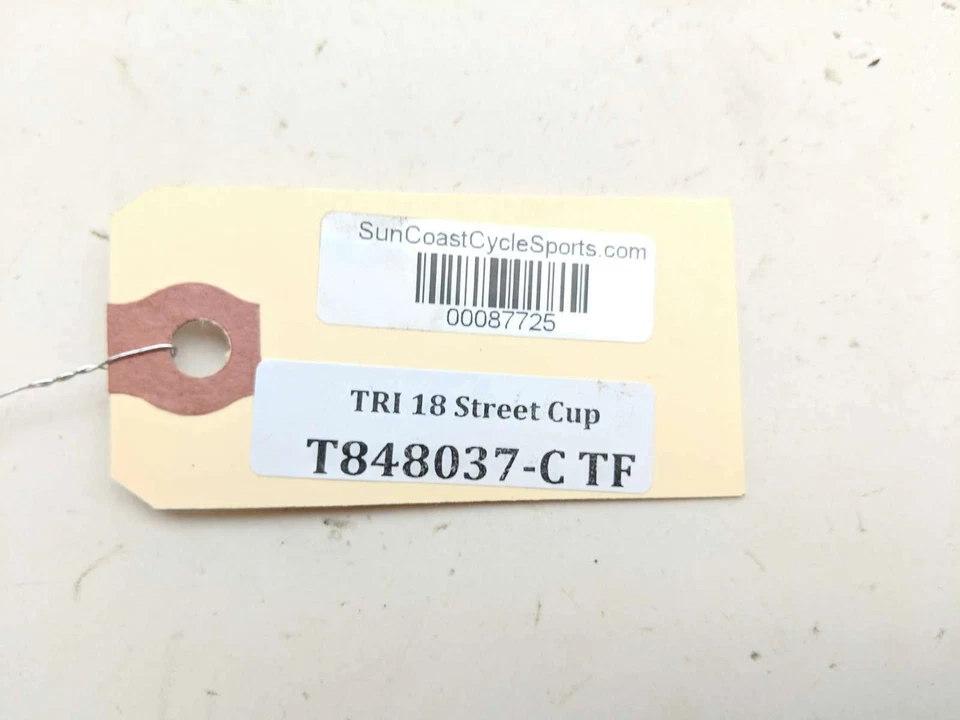 SunCoastCycleSports.com
00087725
TRI 18 Street Cup
T848037-C TF